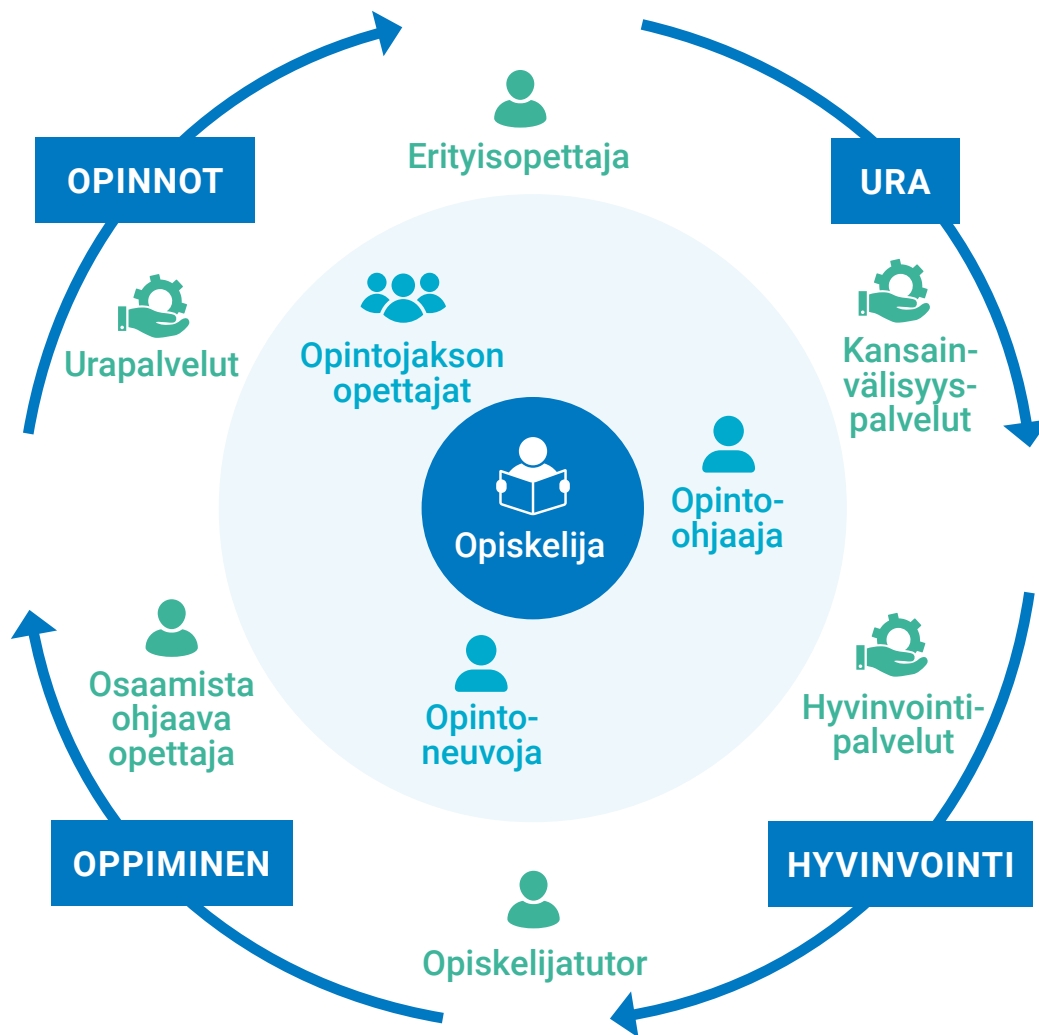 Erityisopettaja
OPINNOT
URA
Urapalvelut
Opintojakson
opettajat
Kansain-
välisyys-
palvelut
Opiskelija
Opinto-
ohjaaja
Osaamista
ohjaava
opettaja
Opinto-
neuvoja
Hyvinvointi-
palvelut
OPPIMINEN
HYVINVOINTI
Opiskelijatutor